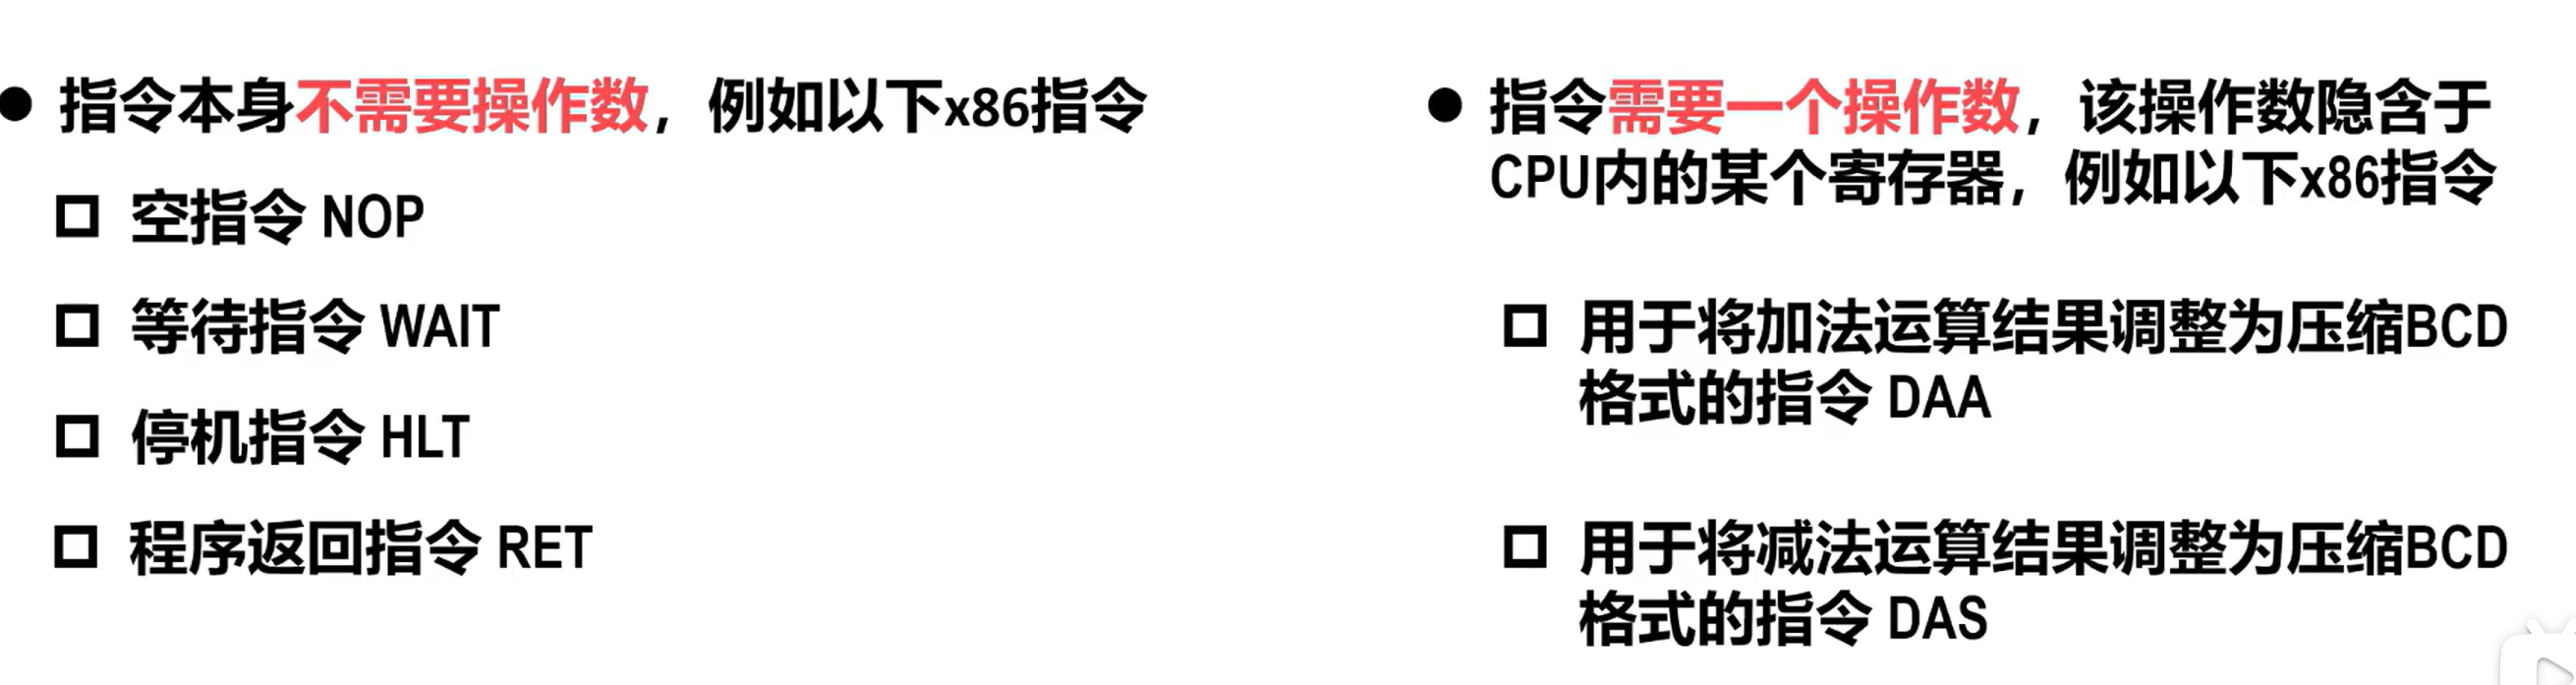 指令本身不需要操作数，例如以下x86指令
空指令 NOP
等待指令 WAIT
停机指令 HLT
程序返回指令 RET
指令需要一个操作数，该操作数隐含于
CPU内的某个寄存器，例如以下x86指令
用于将加法运算结果调整为压缩BCD
格式的指令 DAA
用于将减法运算结果调整为压缩BCD
格式的指令 DAS